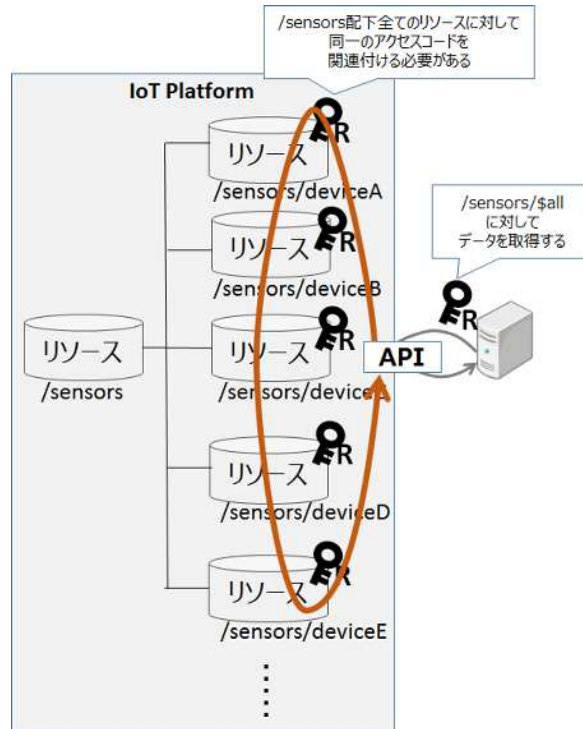 /sensors配下全てのリソースに対して
同一のアクセスコードを
関連付ける必要がある
IoT Platform
R
リソース
/sensors/deviceA
/sensors/$all
に対して
データを取得する
R
リソース
/sensors/deviceB
R
リソース
/sensors
R
リソース
/sensors/device
API
R
リソース
/sensors/deviceD
R
リソース
/sensors/deviceE